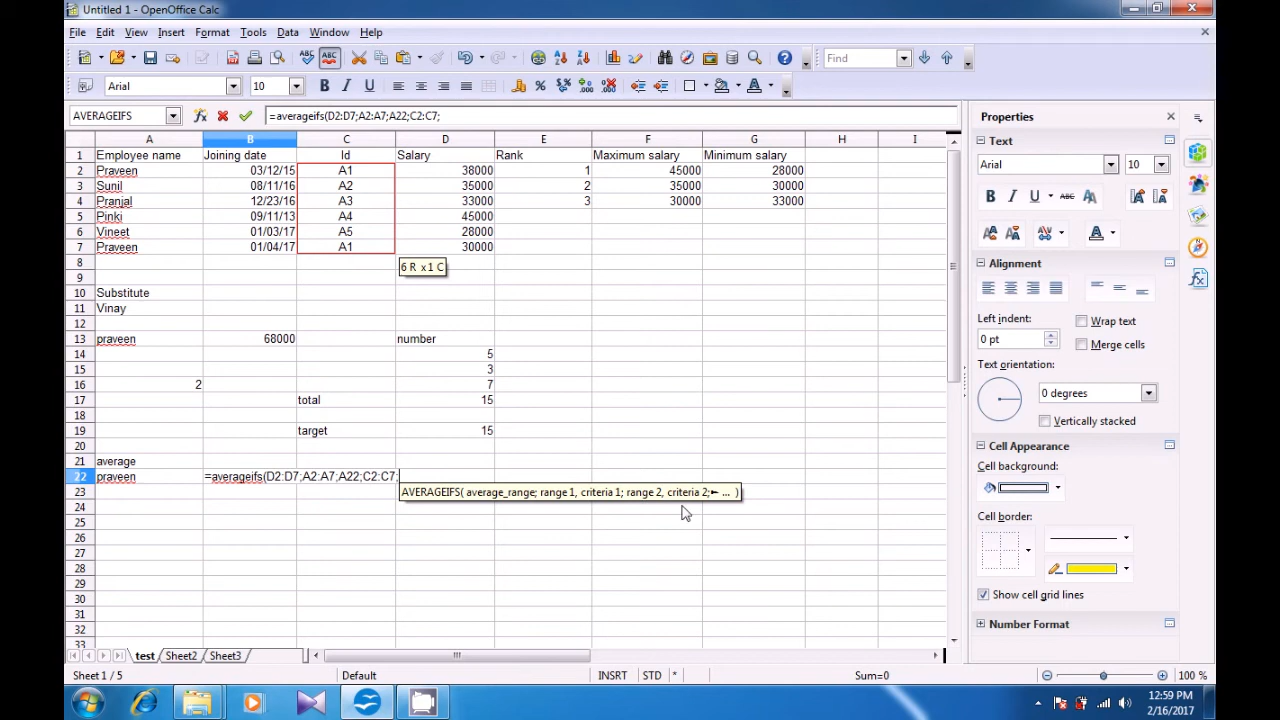 Untitled 1 - OpenOffice Calc
File Edit View Insert Format Tools Data Window Help
Find
Arial 10
AVERAGEIFS =averageifs(D2:D7;A2:A7;A22;C2:C7;
A B C D E F G H I
1 Employee name Joining date Id Salary Rank Maximum salary Minimum salary
2 Praveen 03/12/15 A1 38000 1 45000 28000
3 Sunil 08/11/16 A2 35000 2 35000 30000
4 Pranjal 12/23/16 A3 33000 3 30000 33000
5 Pinki 09/11/13 A4 45000
6 Vineet 01/03/17 A5 28000
7 Praveen 01/04/17 A1 30000
8
6 R x 1 C
9
10 Substitute
11 Vinay
12
13 praveen 68000 number
14 5
15 3
16 2 7
17 total 15
18
19 target 15
20
21 average
22 praveen =averageifs(D2:D7;A2:A7;A22;C2:C7;
23 AVERAGEIFS( average_range; range 1, criteria 1; range 2, criteria 2; ... )
24
25
26
27
28
29
30
31
32
33
test Sheet2 Sheet3
Sheet 1 / 5 Default INSRT STD * Sum=0 100 %
Properties
Text
Arial 10
Alignment
Left indent:
0 pt
Wrap text
Merge cells
Text orientation:
0 degrees
Vertically stacked
Cell Appearance
Cell background:
Cell border:
Show cell grid lines
Number Format
12:59 PM
2/16/2017